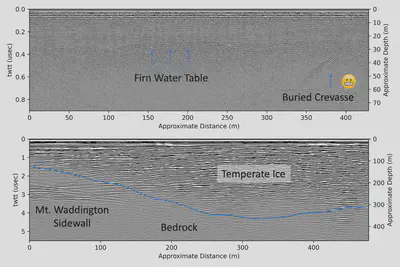 0.0
0.2
0.4
0.6
0.8
twtt (usec)
0
10
20
30
40
50
60
70
Approximate Depth (m)
Firn Water Table
Buried Crevasse
0 50 100 150 200 250 300 350 400
Approximate Distance (m)
0
1
2
3
4
5
twtt (usec)
0
100
200
300
400
Approximate Depth (m)
Temperate Ice
Mt. Waddington
Sidewall
Bedrock
0 100 200 300 400
Approximate Distance (m)